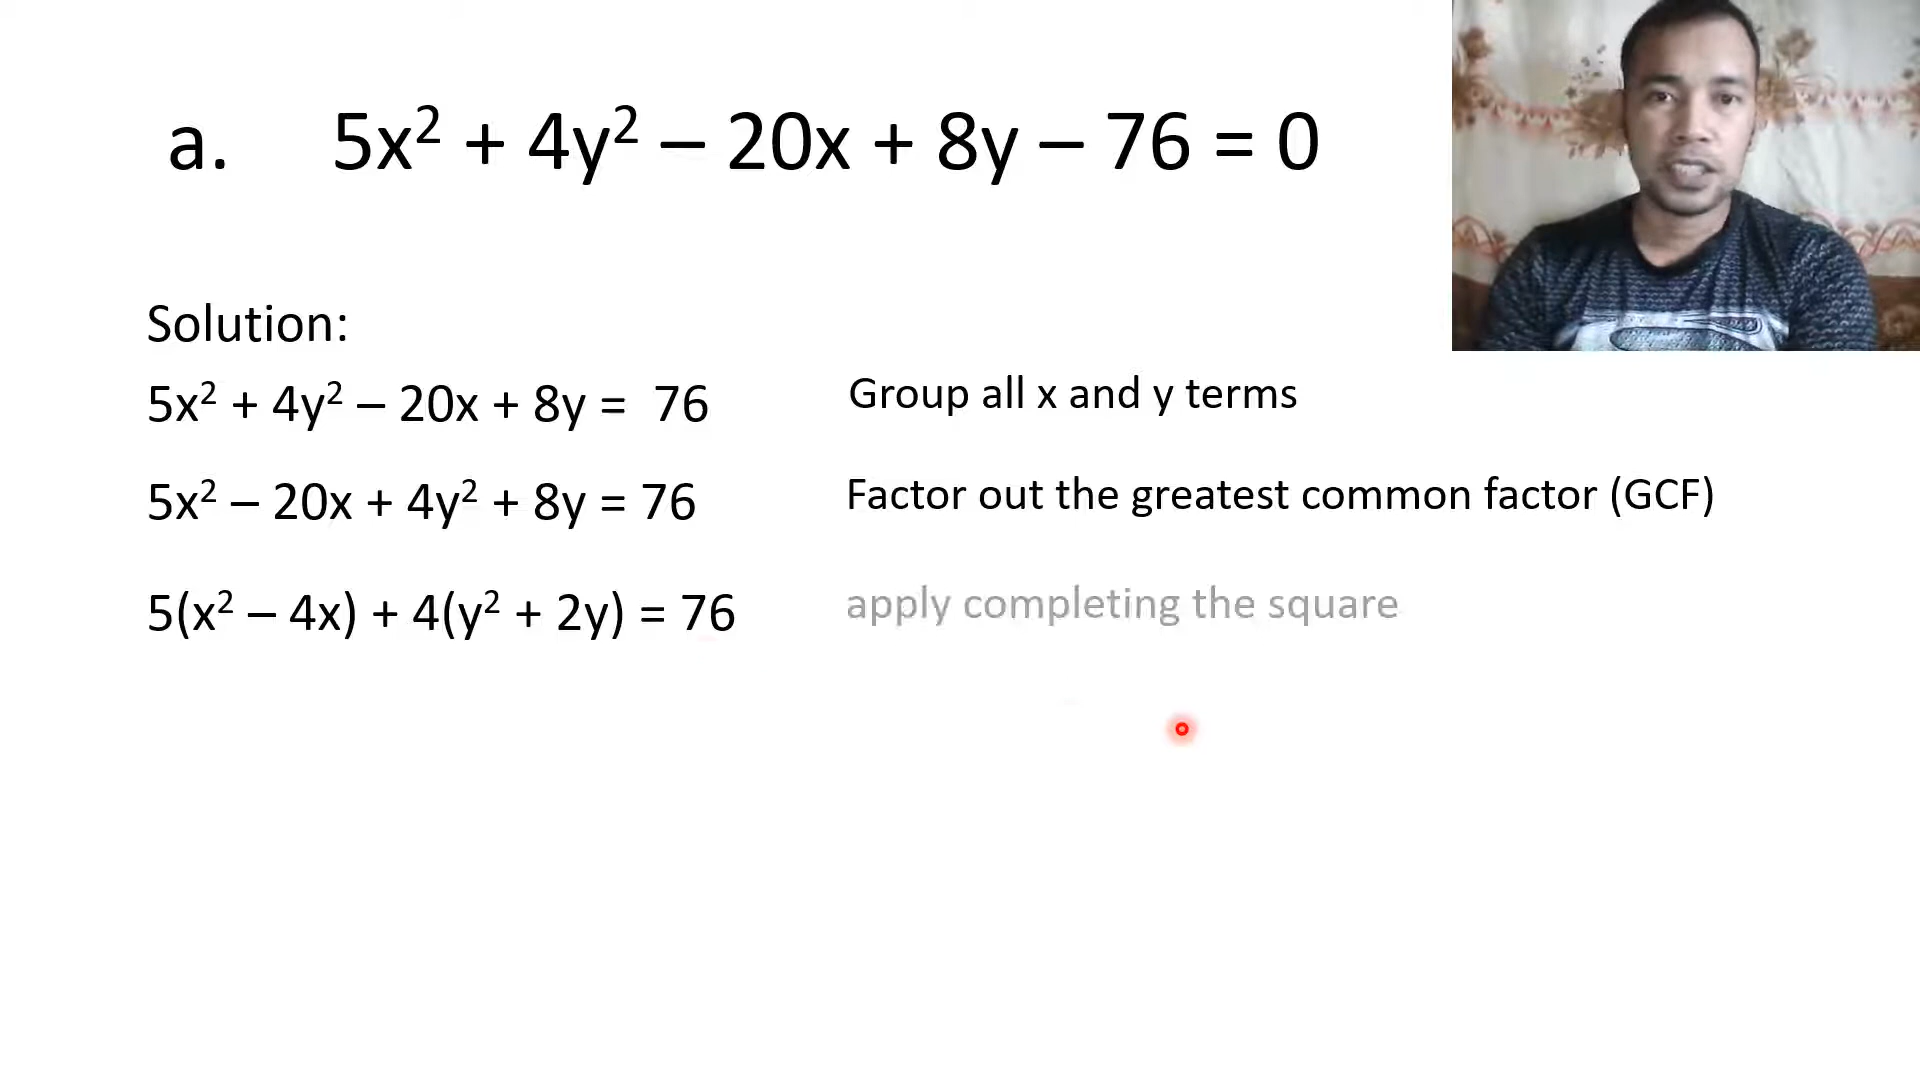 a. 5x² + 4y² – 20x + 8y – 76 = 0
Solution:
5x² + 4y² – 20x + 8y = 76
Group all x and y terms
5x² – 20x + 4y² + 8y = 76
Factor out the greatest common factor (GCF)
5(x² – 4x) + 4(y² + 2y) = 76
apply completing the square